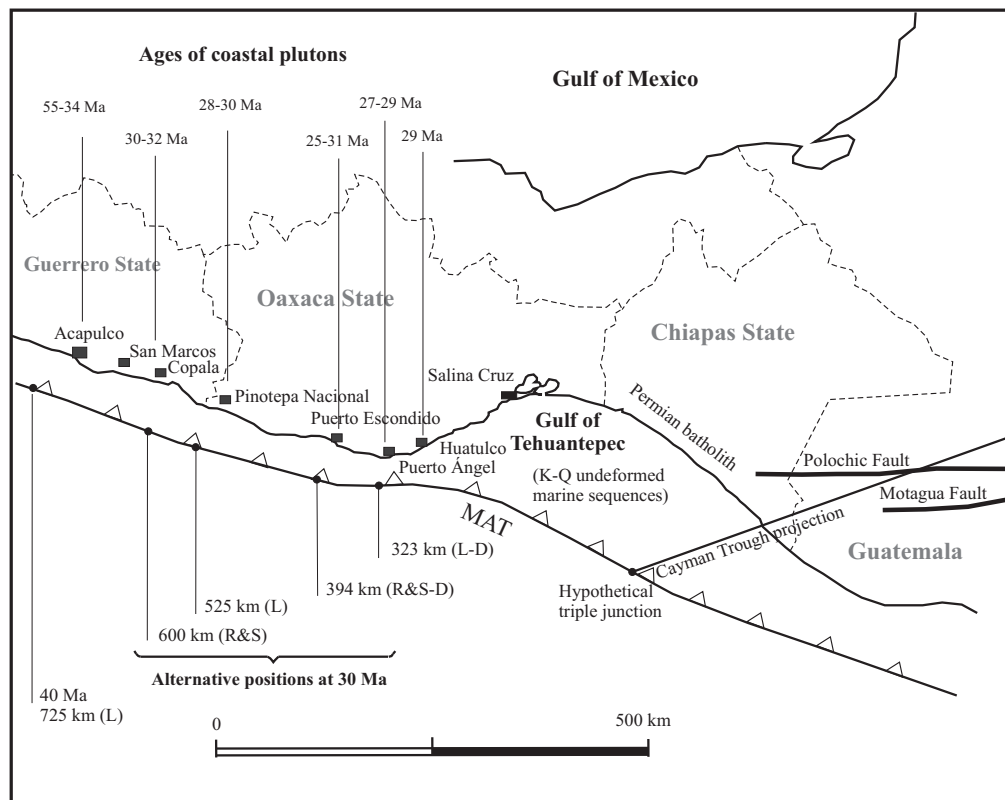 Ages of coastal plutons
Gulf of Mexico
55-34 Ma
28-30 Ma
27-29 Ma
30-32 Ma
25-31 Ma
29 Ma
Guerrero State
Oaxaca State
Chiapas State
Acapulco
San Marcos
Copala
Pinotepa Nacional
Puerto Escondido
Puerto Ángel
Huatulco
Salina Cruz
Gulf of
Tehuantepec
(K-Q undeformed
marine sequences)
Permian batholith
Polochic Fault
Motagua Fault
Cayman Trough projection
Guatemala
MAT
Hypothetical
triple junction
323 km (L-D)
394 km (R&S-D)
525 km (L)
600 km (R&S)
Alternative positions at 30 Ma
40 Ma
725 km (L)
0
500 km